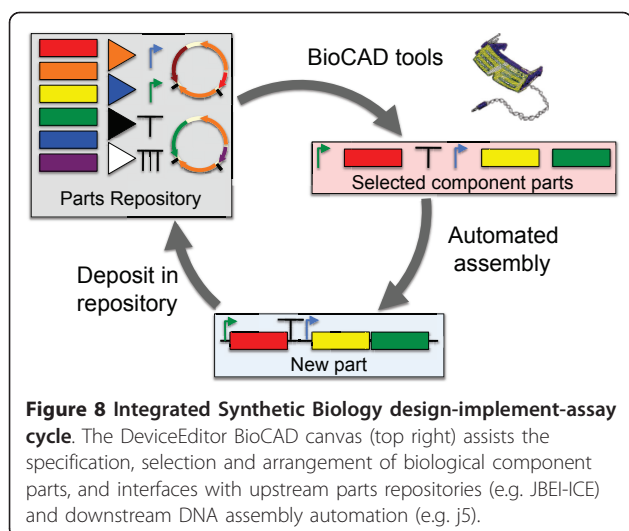 BioCAD tools
Parts Repository
Selected component parts
Automated
assembly
Deposit in
repository
New part
Figure 8 Integrated Synthetic Biology design-implement-assay
cycle. The DeviceEditor BioCAD canvas (top right) assists the
specification, selection and arrangement of biological component
parts, and interfaces with upstream parts repositories (e.g. JBEI-ICE)
and downstream DNA assembly automation (e.g. j5).